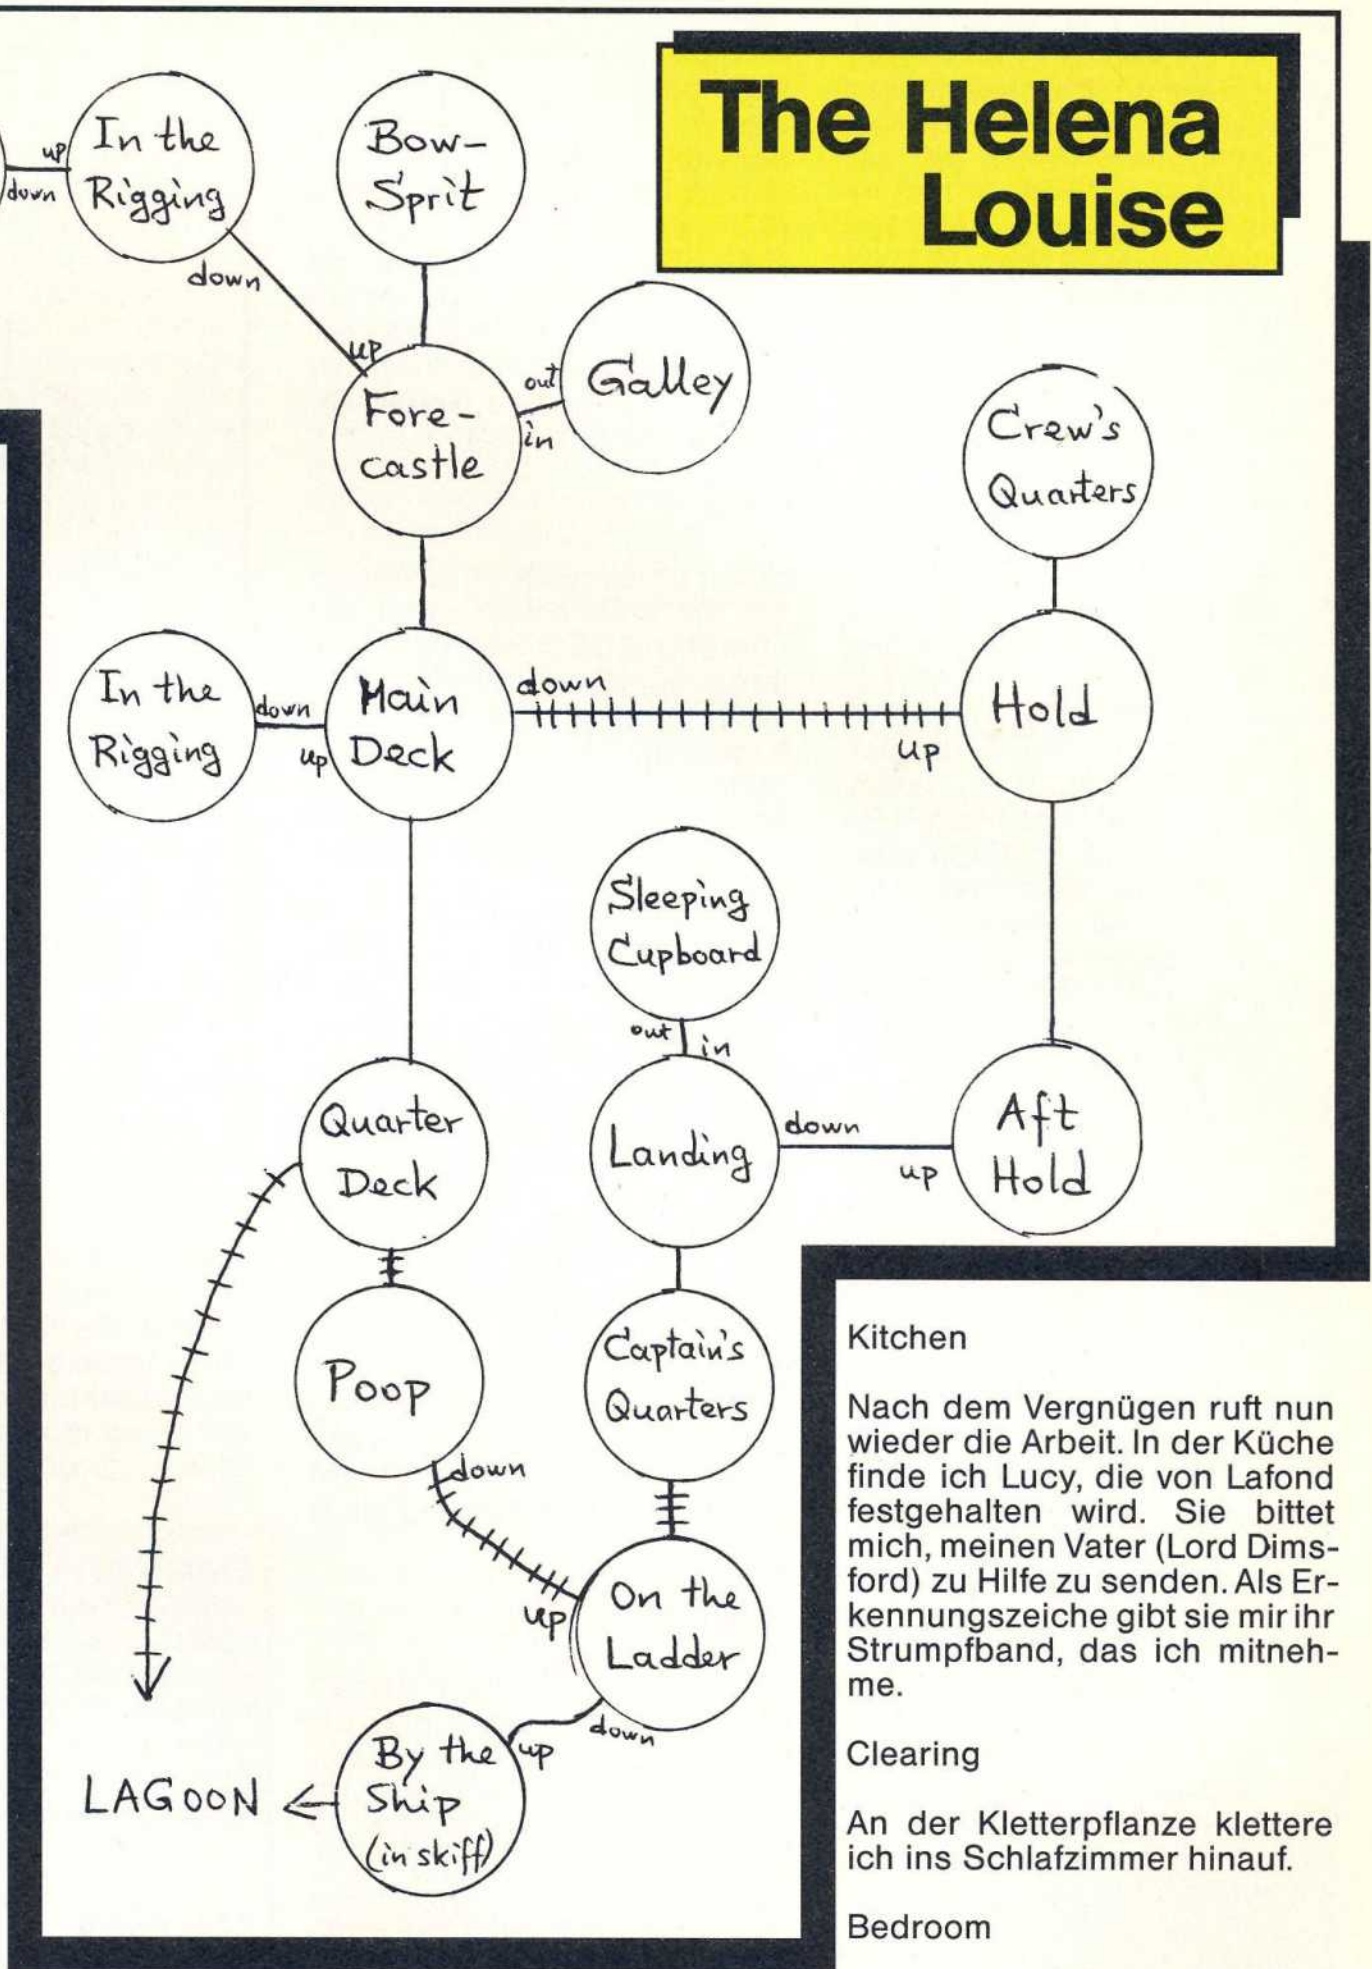 The Helena
Louise
up
down
In the
Rigging
down
Bow-
Sprit
up
Fore-
castle
out
in
Galley
Crew's
Quarters
In the
Rigging
down
up
Main
Deck
down
up
Hold
Sleeping
Cupboard
out
in
Quarter
Deck
Landing
down
up
Aft
Hold
Poop
down
Captain's
Quarters
up
On the
Ladder
down
up
By the
Ship
(in skiff)
LAGOON
Kitchen
Nach dem Vergnügen ruft nun
wieder die Arbeit. In der Küche
finde ich Lucy, die von Lafond
festgehalten wird. Sie bittet
mich, meinen Vater (Lord Dims-
ford) zu Hilfe zu senden. Als Er-
kennungszeiche gibt sie mir ihr
Strumpfband, das ich mitneh-
me.
Clearing
An der Kletterpflanze klettere
ich ins Schlafzimmer hinauf.
Bedroom